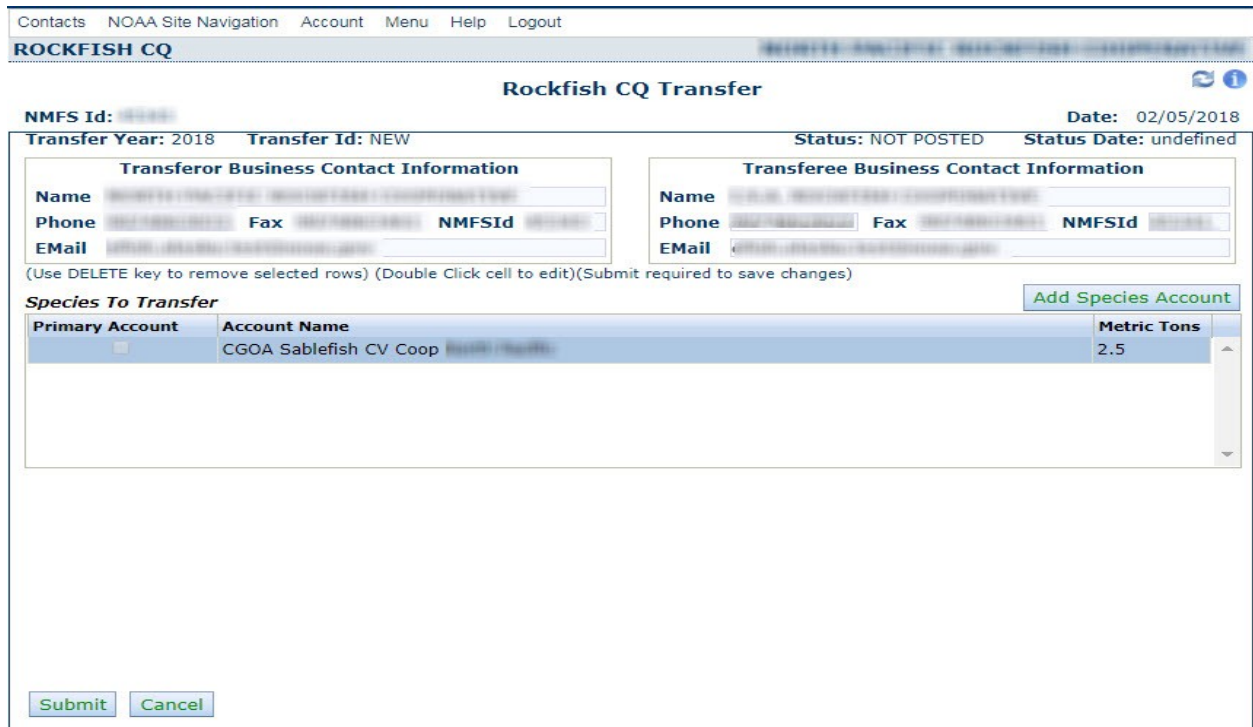 Contacts NOAA Site Navigation Account Menu Help Logout
ROCKFISH CQ
Rockfish CQ Transfer
NMFS Id:
Date: 02/05/2018
Transfer Year: 2018 Transfer Id: NEW Status: NOT POSTED Status Date: undefined
Transferor Business Contact Information
Name
Phone Fax NMFSId
EMail
Transferee Business Contact Information
Name
Phone Fax NMFSId
EMail
(Use DELETE key to remove selected rows) (Double Click cell to edit)(Submit required to save changes)
Species To Transfer
Add Species Account
Primary Account Account Name Metric Tons
CGOA Sablefish CV Coop 2.5
Submit Cancel